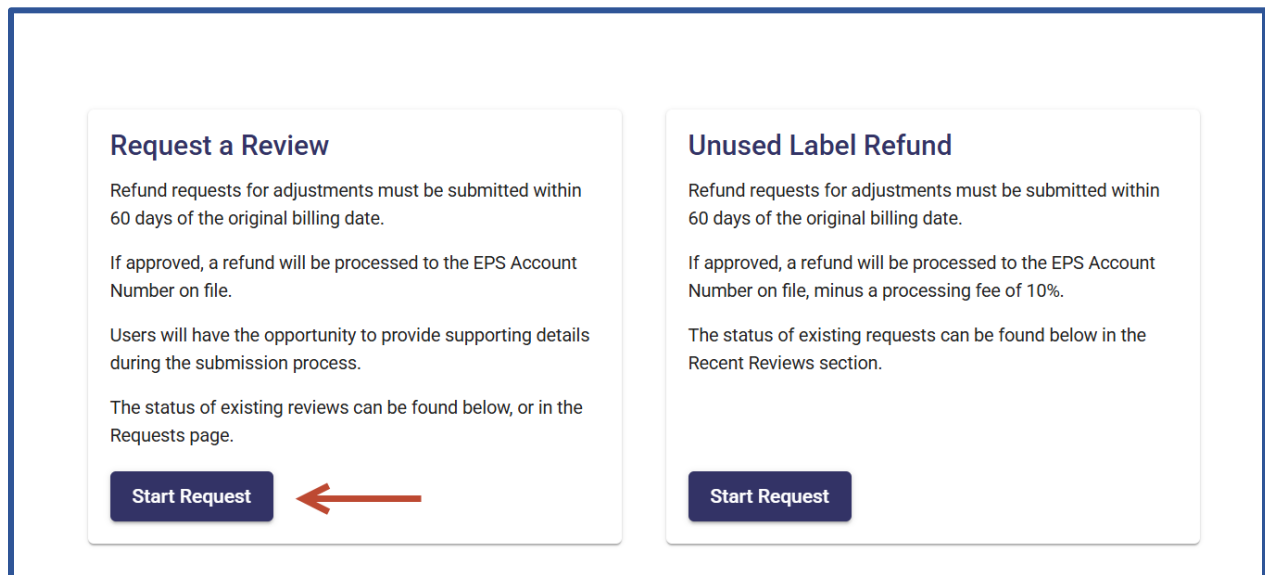 Request a Review
Refund requests for adjustments must be submitted within
60 days of the original billing date.
If approved, a refund will be processed to the EPS Account
Number on file.
Users will have the opportunity to provide supporting details
during the submission process.
The status of existing reviews can be found below, or in the
Requests page.
Start Request
Unused Label Refund
Refund requests for adjustments must be submitted within
60 days of the original billing date.
If approved, a refund will be processed to the EPS Account
Number on file, minus a processing fee of 10%.
The status of existing requests can be found below in the
Recent Reviews section.
Start Request